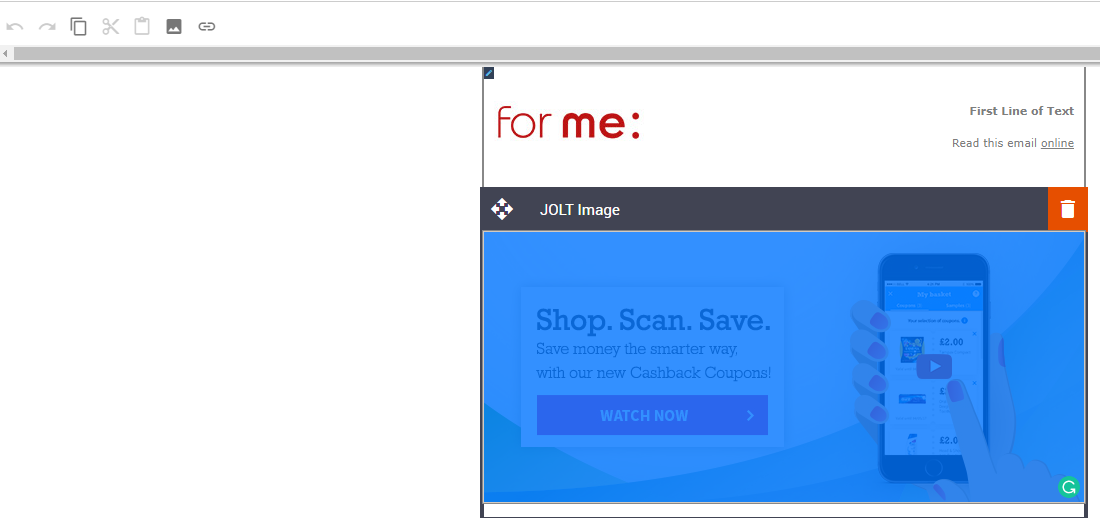 for me:
First Line of Text
Read this email online
JOLT Image
Shop. Scan. Save.
Save money the smarter way,
with our new Cashback Coupons!
WATCH NOW
My basket
£2.00
£2.0